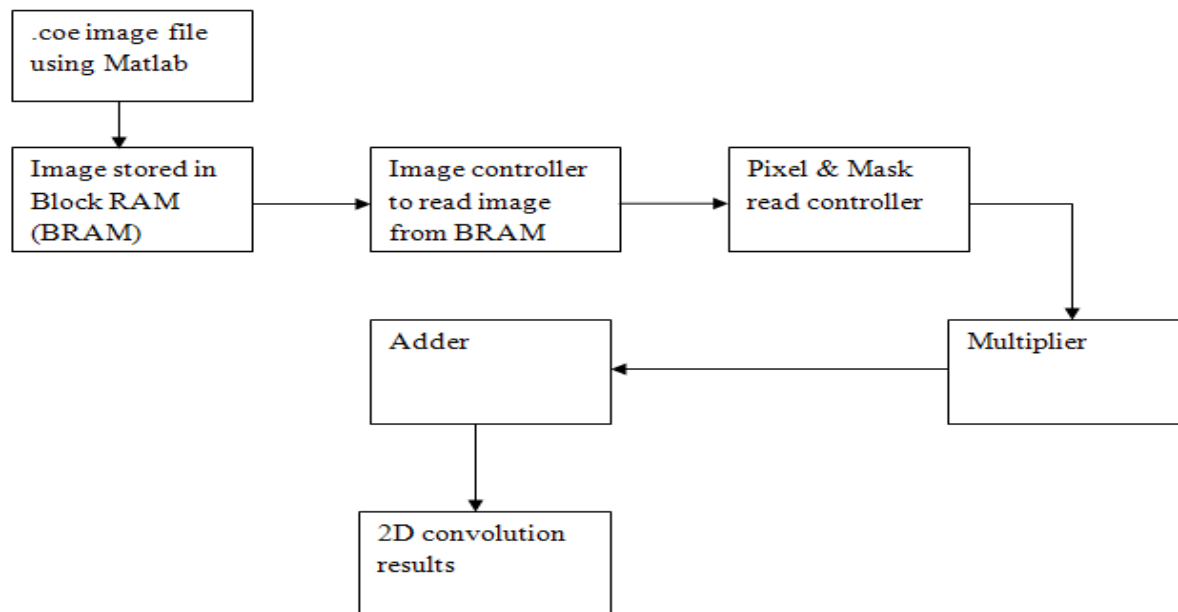 .coe image file
using Matlab
Image stored in
Block RAM
(BRAM)
Image controller
to read image
from BRAM
Pixel & Mask
read controller
Adder
Multiplier
2D convolution
results